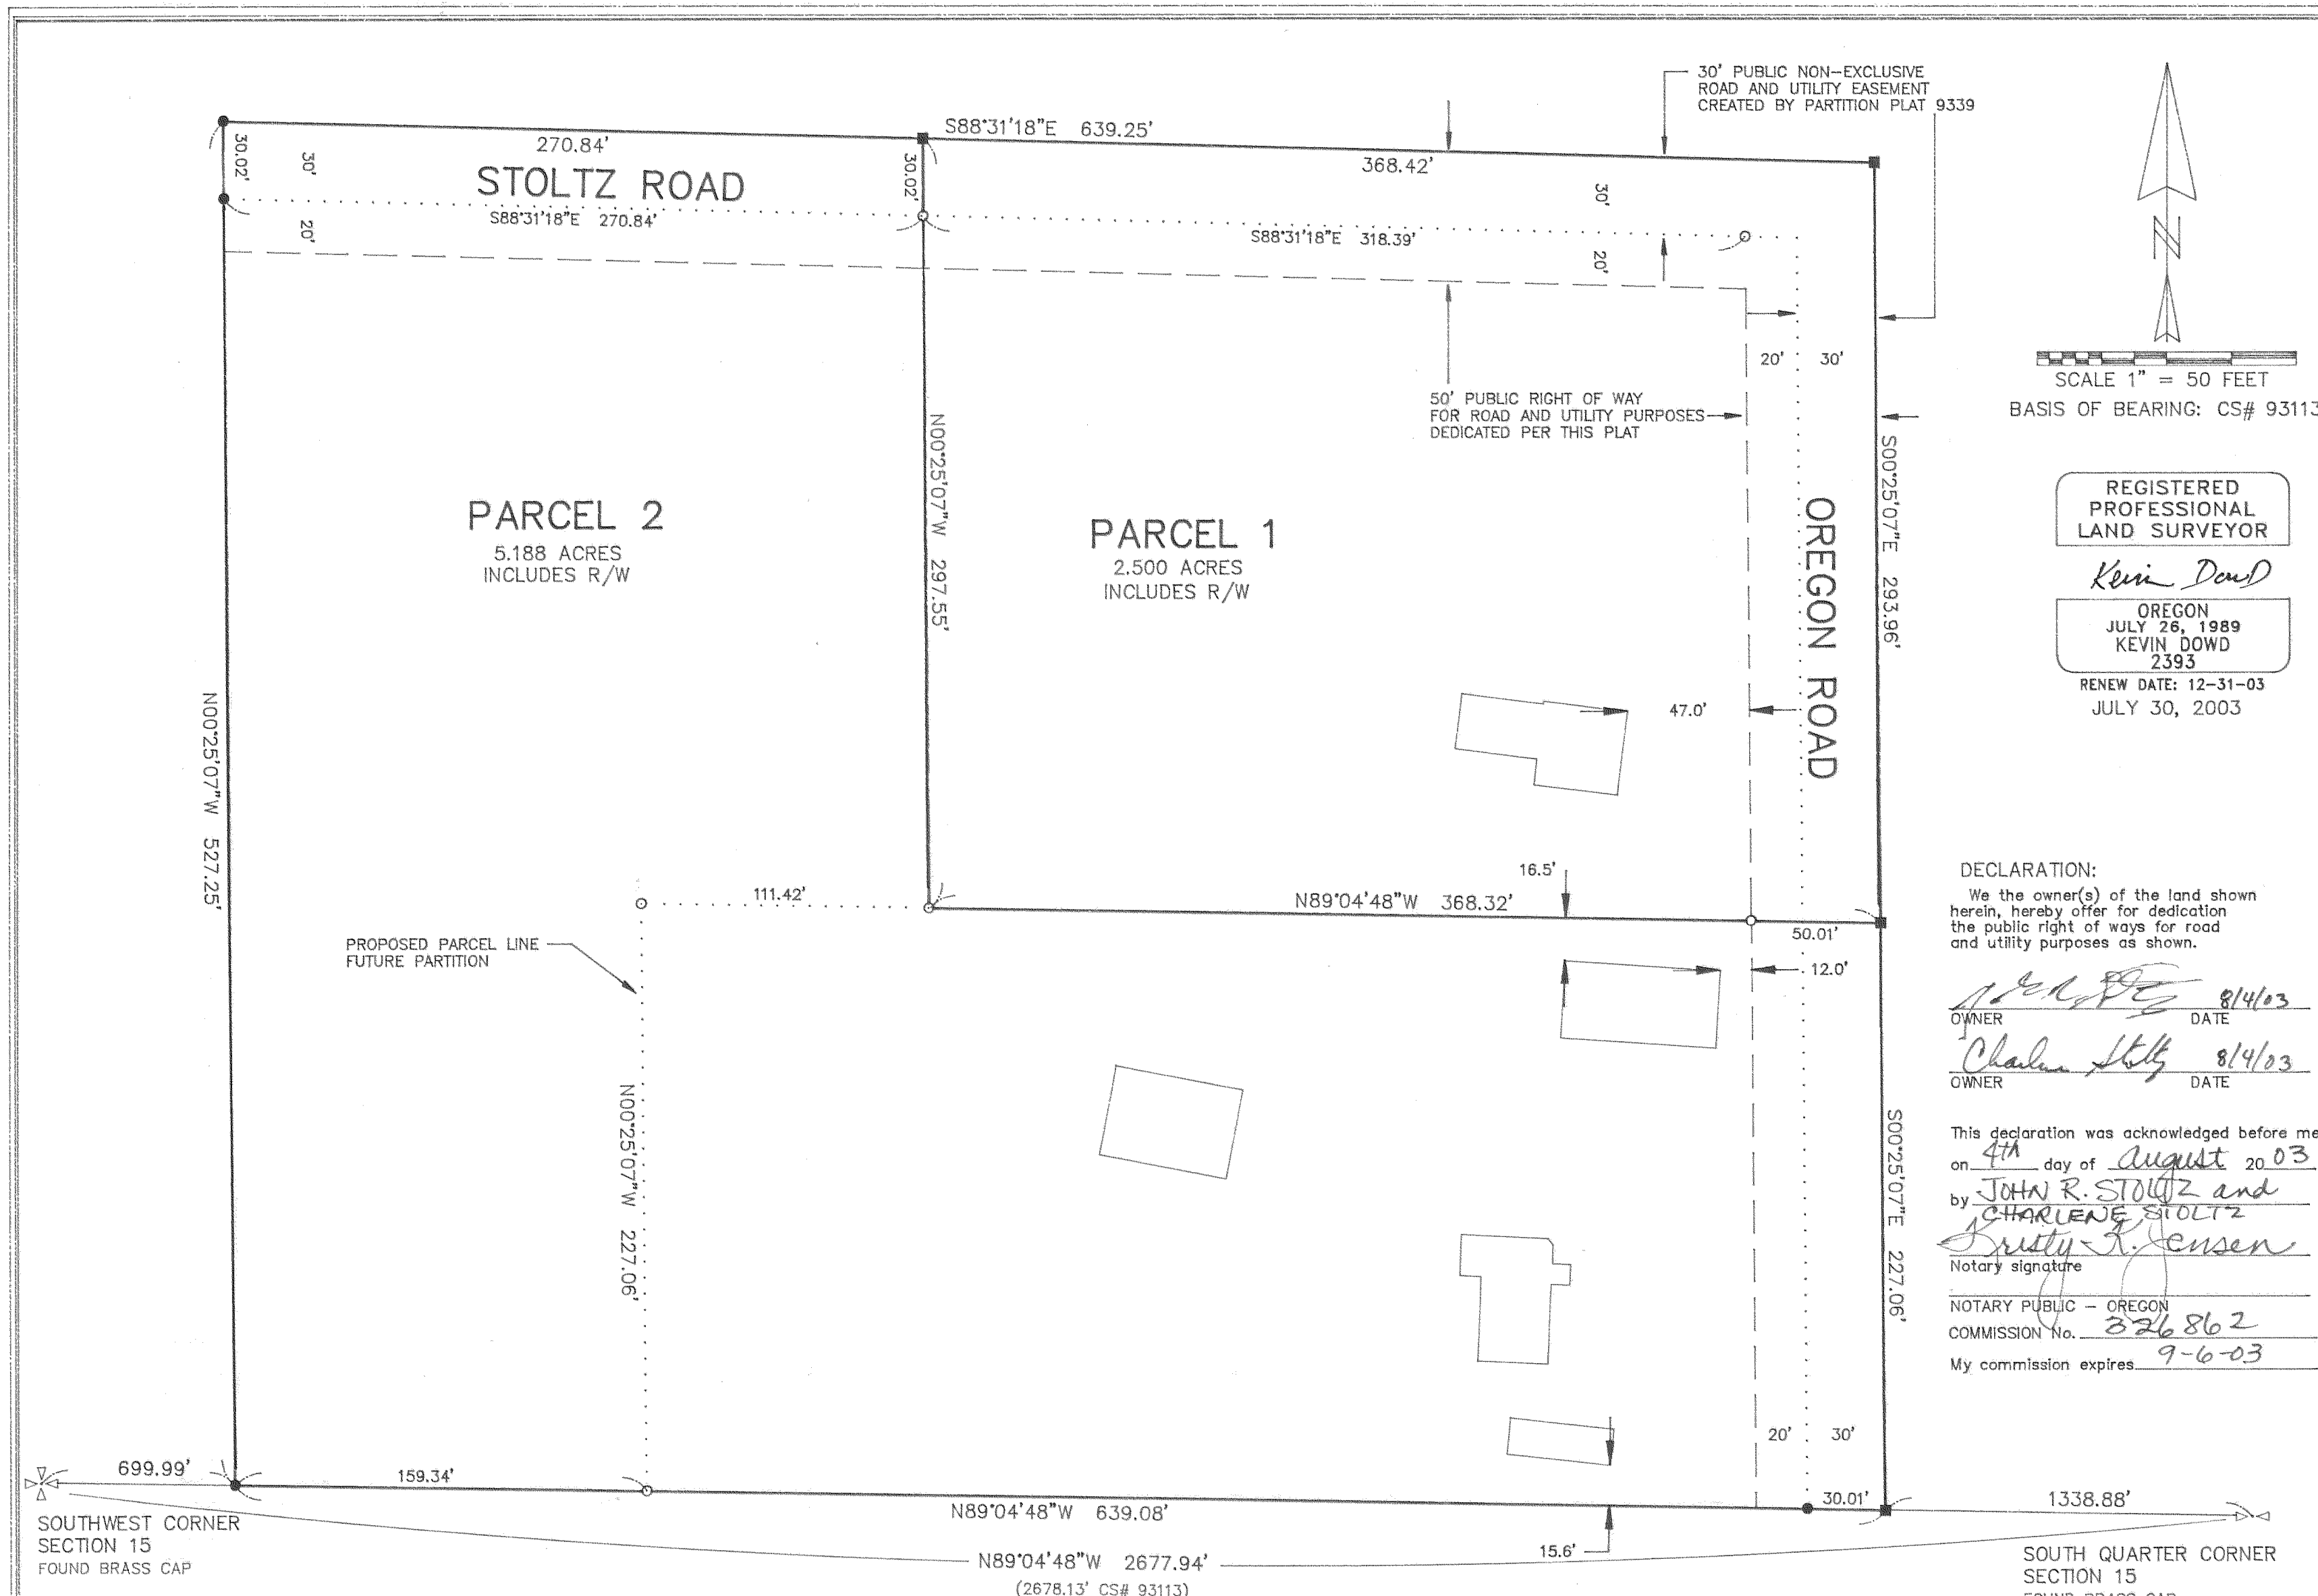 30' PUBLIC NON-EXCLUSIVE
ROAD AND UTILITY EASEMENT
CREATED BY PARTITION PLAT 9339
S88°31'18"E 639.25'
270.84'
368.42'
30.02'
30'
30.02'
30'
STOLTZ ROAD
S88°31'18"E 270.84'
S88°31'18"E 318.39'
20'
20'
20'
30'
N
SCALE 1" = 50 FEET
BASIS OF BEARING: CS# 93113
50' PUBLIC RIGHT OF WAY
FOR ROAD AND UTILITY PURPOSES
DEDICATED PER THIS PLAT
N00°25'07"W 297.55'
S00°25'07"E 293.96'
PARCEL 2
5.188 ACRES
INCLUDES R/W
PARCEL 1
2.500 ACRES
INCLUDES R/W
OREGON ROAD
REGISTERED
PROFESSIONAL
LAND SURVEYOR
Kevin Dowd
OREGON
JULY 26, 1989
KEVIN DOWD
2393
RENEW DATE: 12-31-03
JULY 30, 2003
47.0'
N00°25'07"W 527.25'
16.5'
111.42'
N89°04'48"W 368.32'
50.01'
12.0'
PROPOSED PARCEL LINE
FUTURE PARTITION
DECLARATION:
We the owner(s) of the land shown
herein, hereby offer for dedication
the public right of ways for road
and utility purposes as shown.
8/4/03
OWNER DATE
Charlene Stoltz 8/4/03
OWNER DATE
This declaration was acknowledged before me
on 4th day of August 20 03
by JOHN R. STOLTZ and
CHARLENE STOLTZ
Kristy K. Jensen
Notary signature
NOTARY PUBLIC - OREGON
COMMISSION No. 326862
My commission expires 9-6-03
N00°25'07"W 227.06'
S00°25'07"E 227.06'
20'
30'
699.99'
159.34'
N89°04'48"W 639.08'
30.01'
1338.88'
15.6'
SOUTHWEST CORNER
SECTION 15
FOUND BRASS CAP
N89°04'48"W 2677.94'
(2678.13' CS# 93113)
SOUTH QUARTER CORNER
SECTION 15
FOUND BRASS CAP